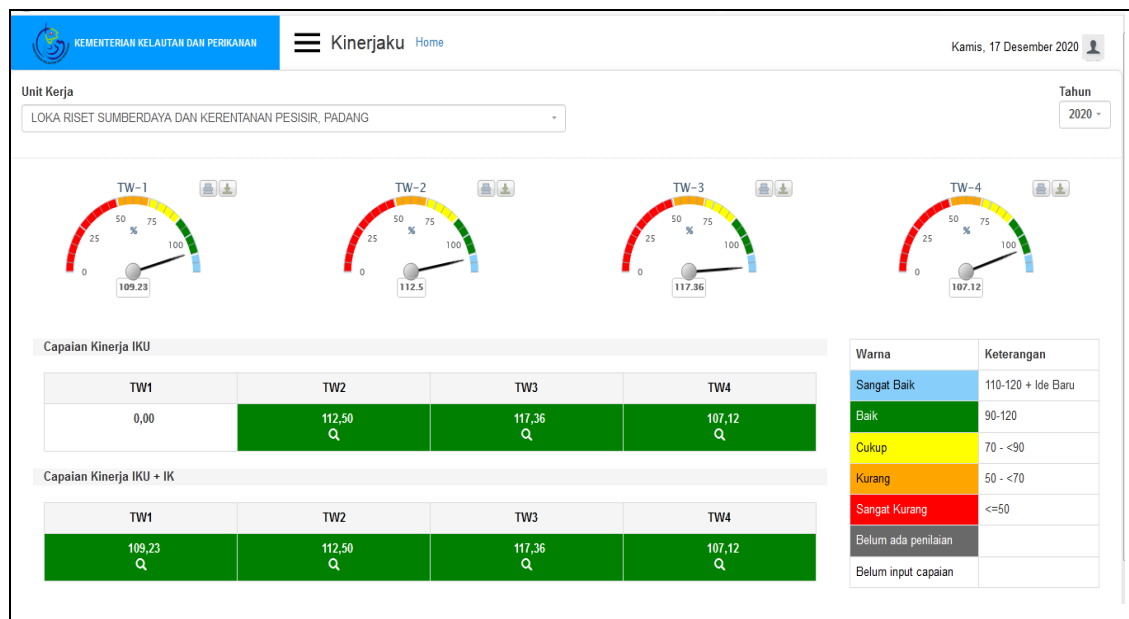 KEMENTERIAN KELAUTAN DAN PERIKANAN
Kinerjaku Home
Kamis, 17 Desember 2020
Unit Kerja
Tahun
LOKA RISET SUMBERDAYA DAN KERENTANAN PESISIR, PADANG
2020
TW-1
0 25 50 75 100
%
109.23
TW-2
0 25 50 75 100
%
112.5
TW-3
0 25 50 75 100
%
117.36
TW-4
0 25 50 75 100
%
107.12
Capaian Kinerja IKU
TW1 TW2 TW3 TW4
0,00 112,50 117,36 107,12
Capaian Kinerja IKU + IK
TW1 TW2 TW3 TW4
109,23 112,50 117,36 107,12
Warna Keterangan
Sangat Baik 110-120 + Ide Baru
Baik 90-120
Cukup 70 - <90
Kurang 50 - <70
Sangat Kurang <=50
Belum ada penilaian
Belum input capaian